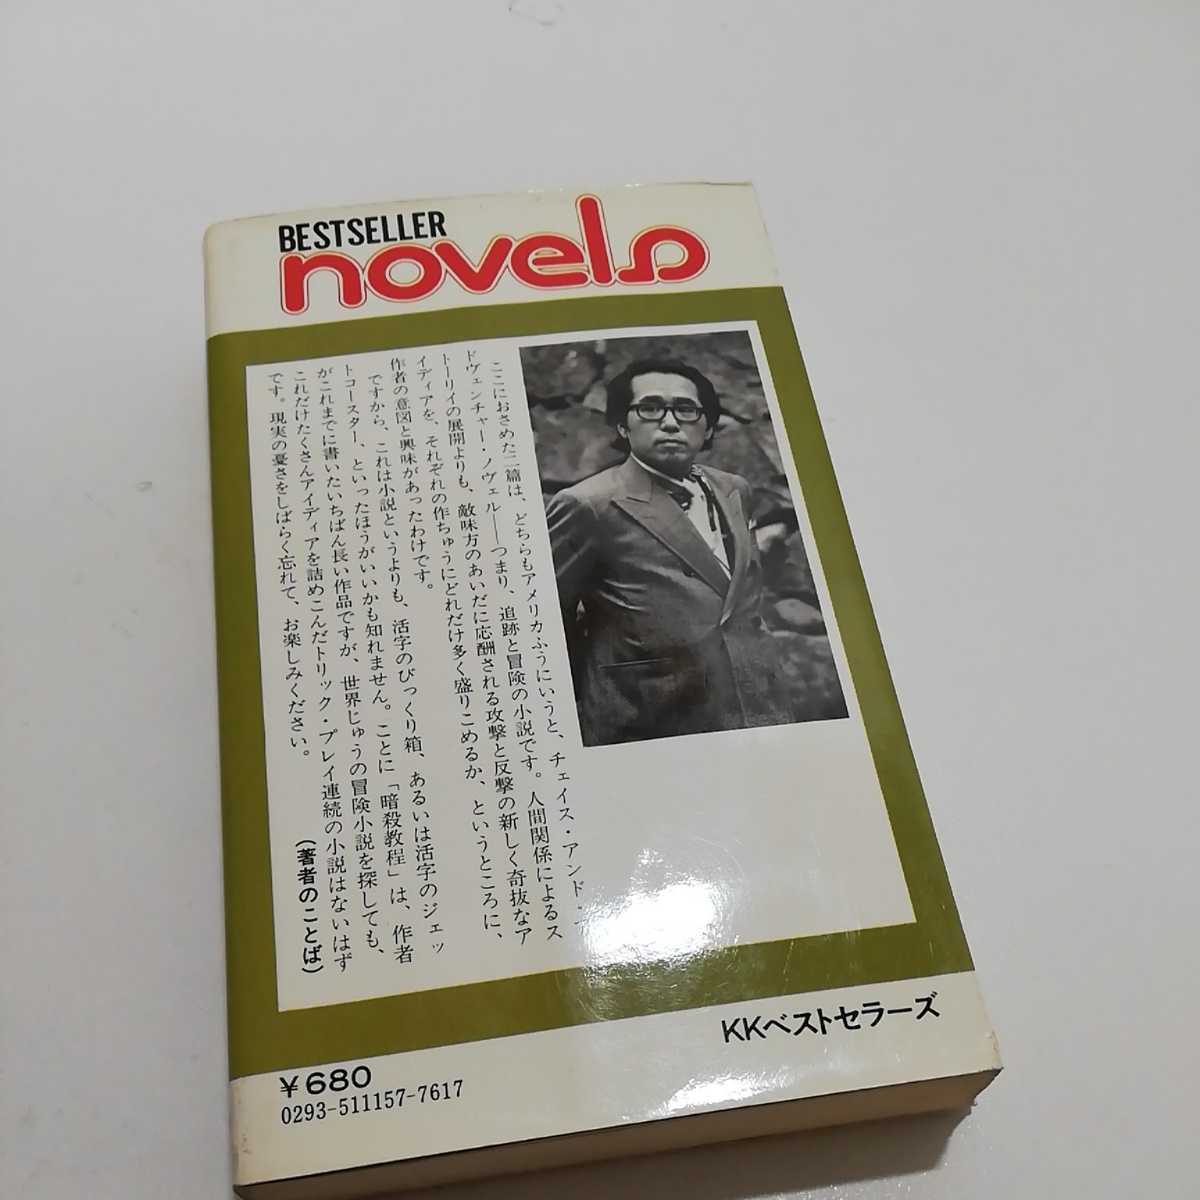 BESTSELLER
novels
ここにおさめた二篇は、どちらもアメリカふうにいうと、チェイス・アンド・ア
ドヴェンチャー・ノヴェル――つまり、追跡と冒険の小説です。人間関係によるス
トーリイの展開よりも、敵味方のあいだに応酬される攻撃と反撃の新しく奇抜なア
イディアを、それぞれの作ちゅうにどれだけ多く盛りこめるか、というところに、
作者の意図と興味があったわけです。
ですから、これは小説というよりも、活字のびっくり箱、あるいは活字のジェッ
トコースター、といったほうがいいかも知れません。ことに「暗殺教程」は、作者
がこれまでに書いたいちばん長い作品ですが、世界じゅうの冒険小説を探しても、
これだけたくさんアイディアを詰めこんだトリック・プレイ連続の小説はないはず
です。現実の憂さをしばらく忘れて、お楽しみください。
(著者のことば)
KKベストセラーズ
¥680
0293-511157-7617